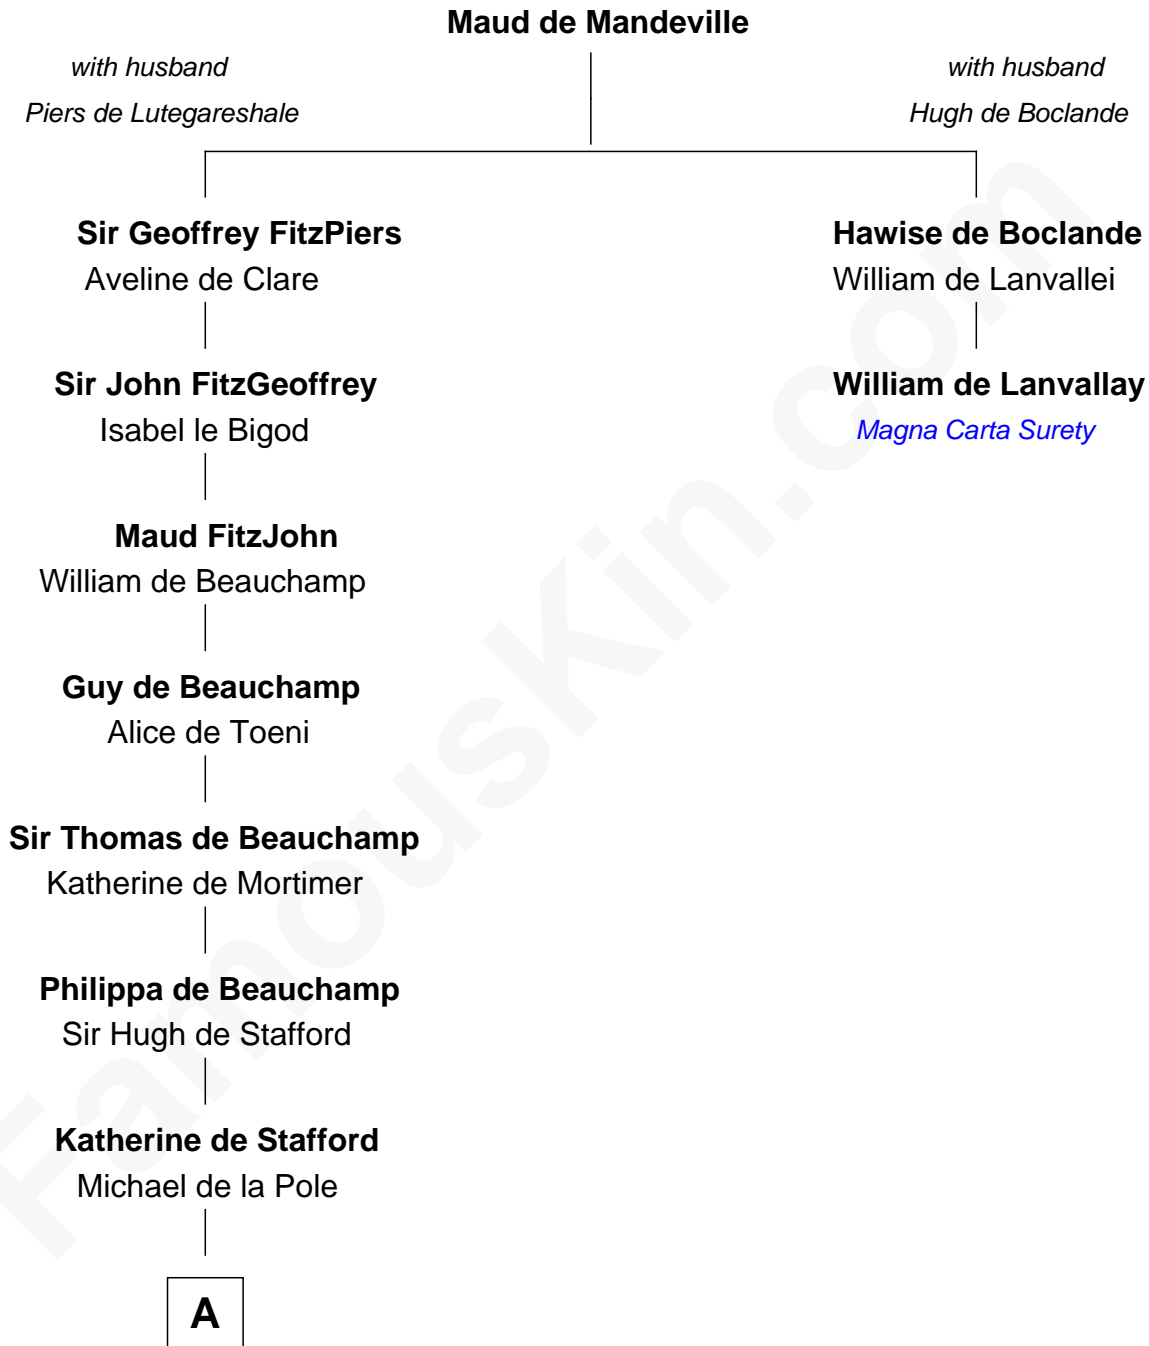 Maud de Mandeville
with husband
Piers de Lutegareshale
with husband
Hugh de Boclande
Sir Geoffrey FitzPiers
Aveline de Clare
Hawise de Boclande
William de Lanvallei
Sir John FitzGeoffrey
Isabel le Bigod
William de Lanvallay
Magna Carta Surety
Maud FitzJohn
William de Beauchamp
Guy de Beauchamp
Alice de Toeni
Sir Thomas de Beauchamp
Katherine de Mortimer
Philippa de Beauchamp
Sir Hugh de Stafford
Katherine de Stafford
Michael de la Pole
A
FamousKin.com